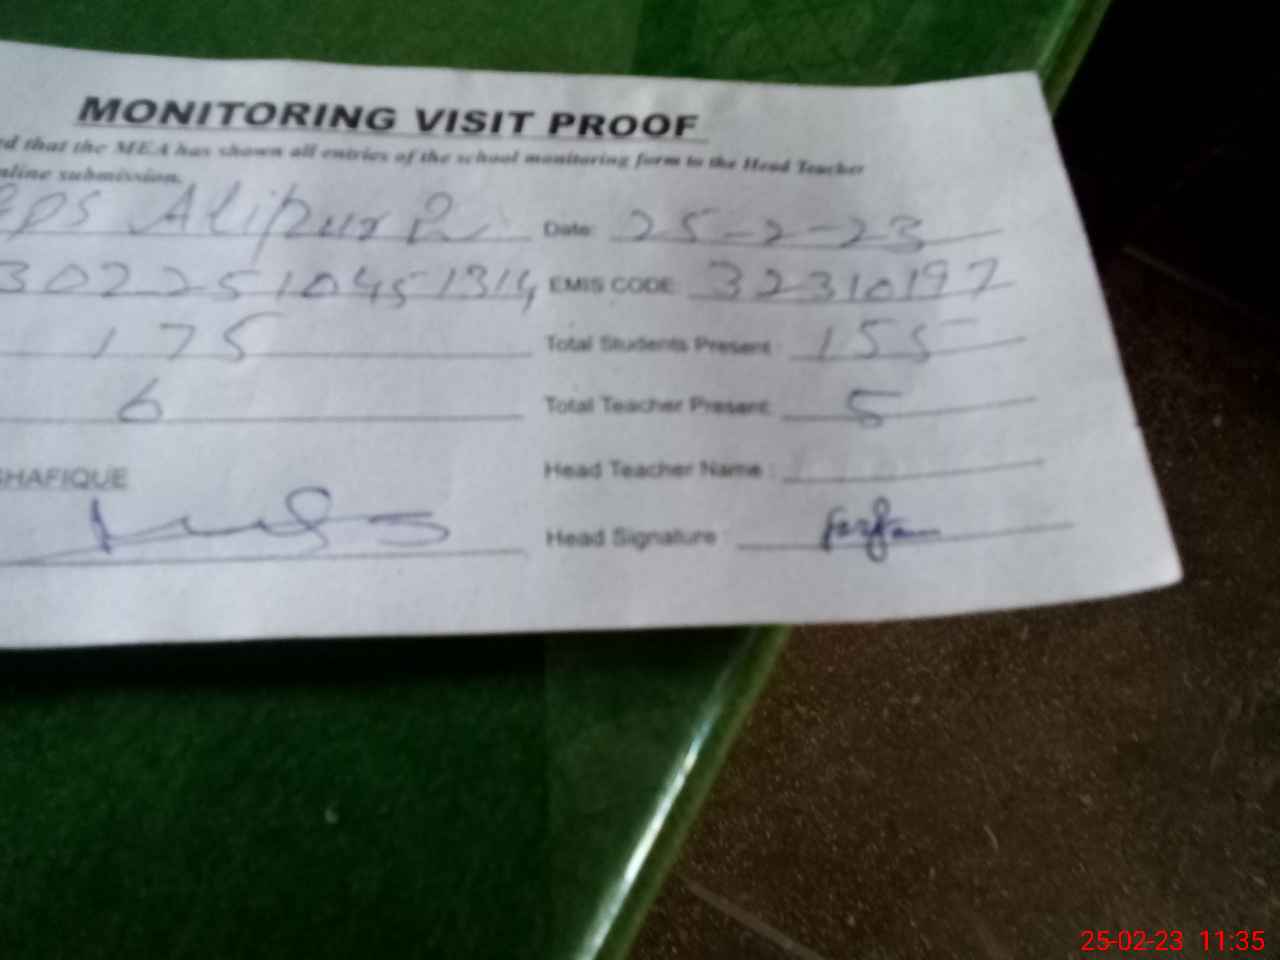 MONITORING VISIT PROOF
that the MEA has shown all entries of the school monitoring form to the Head Teacher
submission.
Alipur Date: 25-2-23
EMIS CODE 32310197
175 Total Students Present : 155
6 Total Teacher Present: 5
SHAFIQUE Head Teacher Name :
Head Signature
25-02-23 11:35